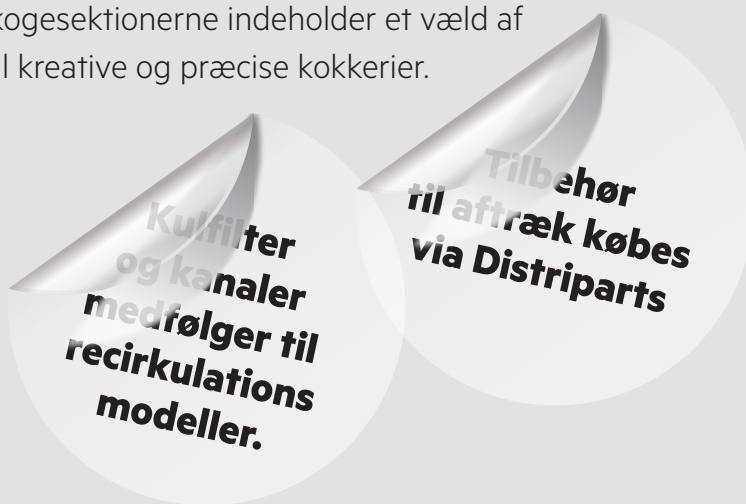 kogesektionerne indeholder et væld af
l kreative og præcise kokkerier.
Kulfilter
og kanaler
medfølger til
recirkulations
modeller.
Tilbehør
til aftræk købes
via Distriparts